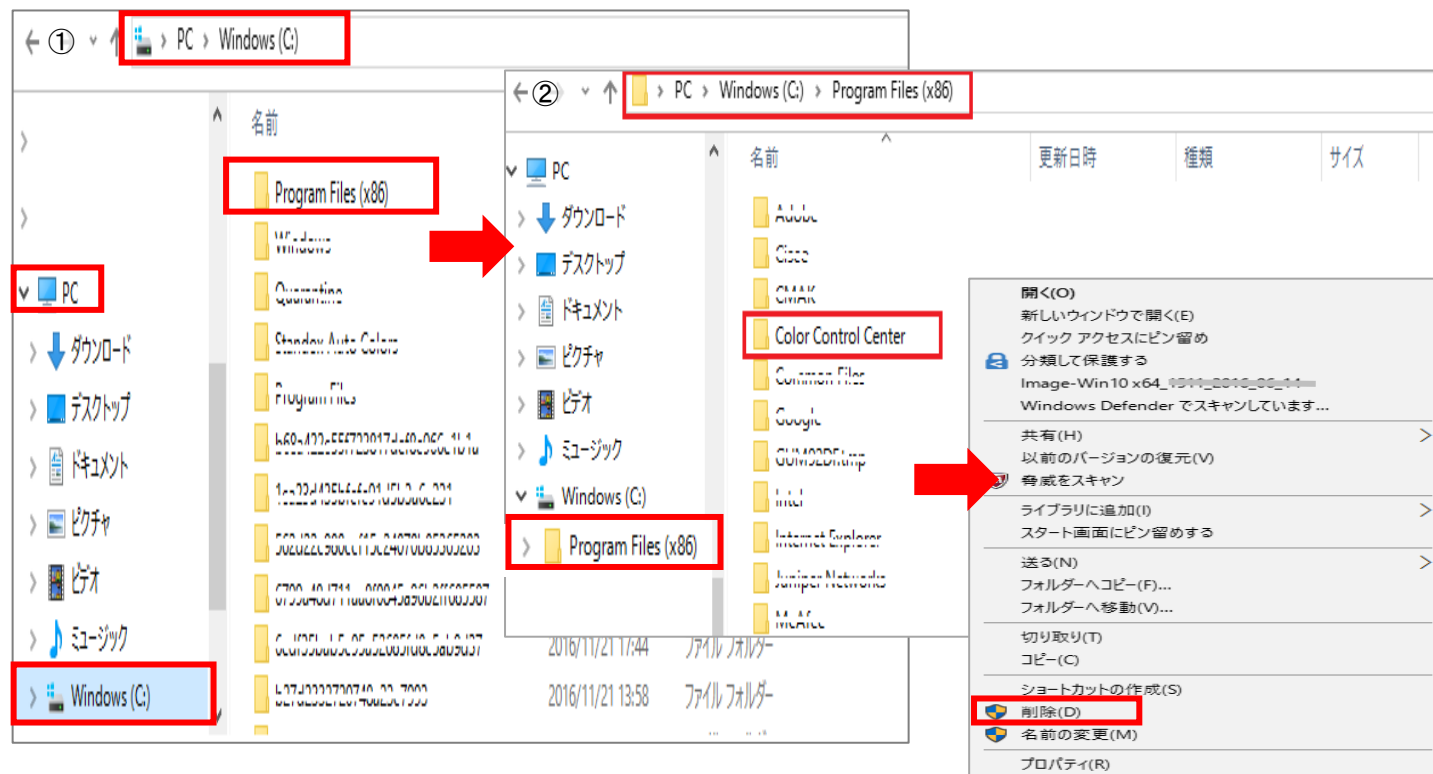 ①
PC > Windows (C:)
名前
Program Files (x86)
Windows
Quarantine
Program Files
PC
ダウンロード
デスクトップ
ドキュメント
ピクチャ
ビデオ
ミュージック
Windows (C:)
2016/11/21 17:44 ファイル フォルダー
2016/11/21 13:58 ファイル フォルダー
②
PC > Windows (C:) > Program Files (x86)
名前 更新日時 種類 サイズ
PC
ダウンロード
デスクトップ
ドキュメント
ピクチャ
ビデオ
ミュージック
Windows (C:)
Program Files (x86)
Adobe
Cisco
CMAK
Color Control Center
Common Files
Google
Intel
Internet Explorer
Juniper Networks
McAfee
開く(O)
新しいウィンドウで開く(E)
クイック アクセスにピン留め
分類して保護する
Image-Win10 x64_
Windows Defender でスキャンしています...
共有(H)
以前のバージョンの復元(V)
脅威をスキャン
ライブラリに追加(I)
スタート画面にピン留めする
送る(N)
フォルダーへコピー(F)...
フォルダーへ移動(V)...
切り取り(T)
コピー(C)
ショートカットの作成(S)
削除(D)
名前の変更(M)
プロパティ(R)